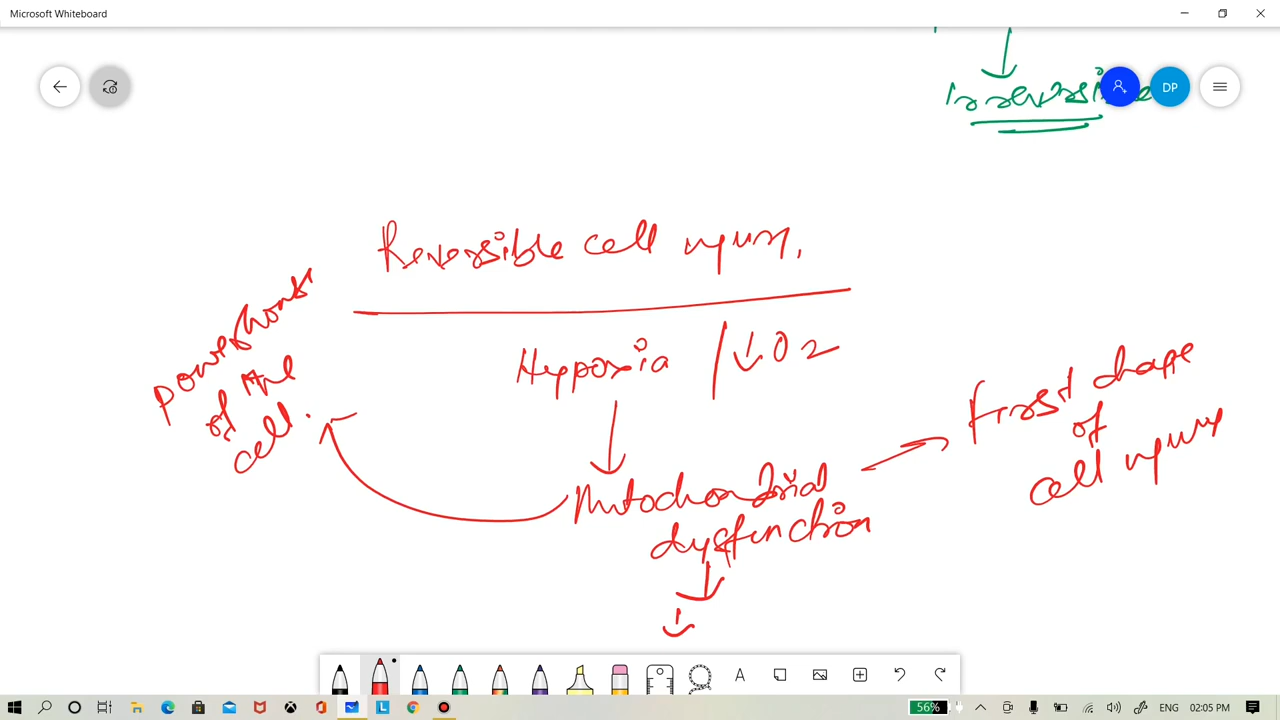 Microsoft Whiteboard
Irreversible
DP
Reversible cell injury.
Hypoxia / ↓ O2
powerhouse
of the
cell.
First change
of
cell injury
Mitochondrial
dysfunction
↓
A
56%
ENG
02:05 PM